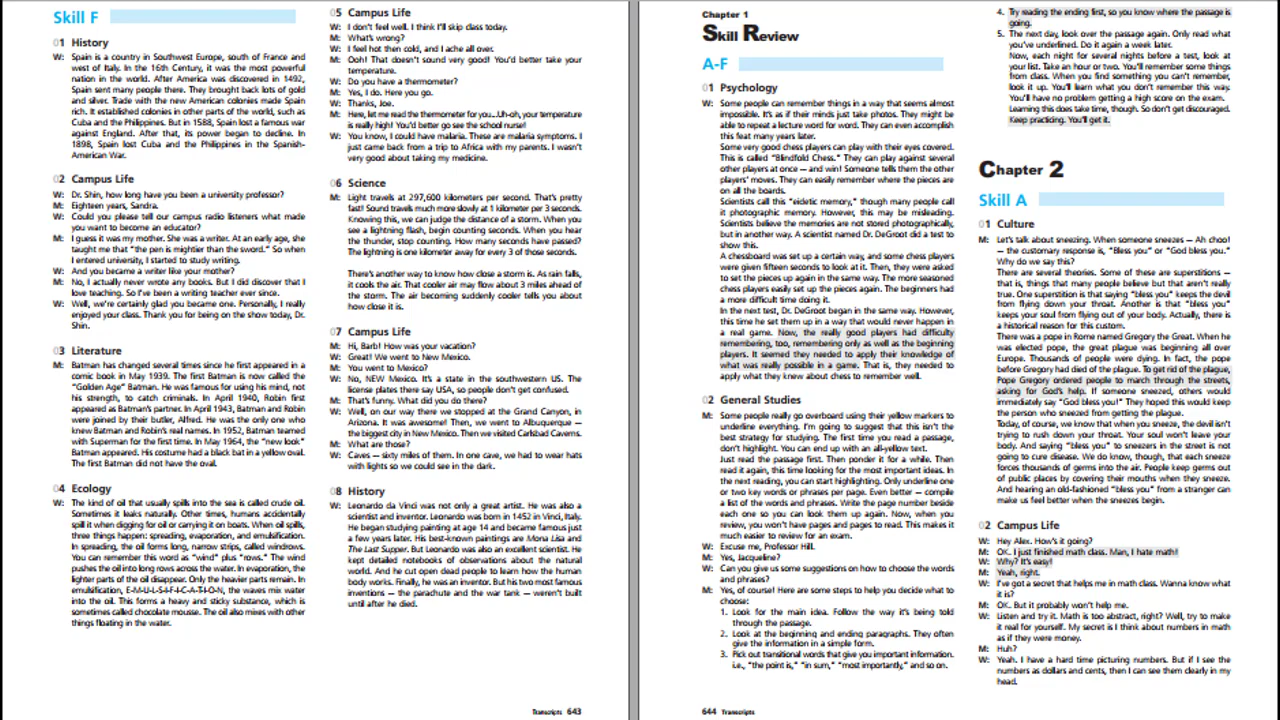 Skill F
01 History
W: Spain is a country in Southwest Europe, south of France and
west of Italy. In the 16th Century, it was the most powerful
nation in the world. After America was discovered in 1492,
Spain sent many people there. They brought back lots of gold
and silver. Trade with the new American colonies made Spain
rich. It established colonies in other parts of the world, such as
Cuba and the Philippines. But in 1588, Spain lost a famous war
against England. After that, its power began to decline. In
1898, Spain lost Cuba and the Philippines in the Spanish-
American War.
02 Campus Life
W: Dr. Shin, how long have you been a university professor?
M: Eighteen years, Sandra.
W: Could you please tell our campus radio listeners what made
you want to become an educator?
M: I guess it was my mother. She was a writer. At an early age, she
taught me that "the pen is mightier than the sword." So when
I entered university, I started to study writing.
W: And you became a writer like your mother?
M: No, I actually never wrote any books. But I did discover that I
love teaching. So I've been a writing teacher ever since.
W: Well, we're certainly glad you became one. Personally, I really
enjoyed your class. Thank you for being on the show today, Dr.
Shin.
03 Literature
M: Batman has changed several times since he first appeared in a
comic book in May 1939. The first Batman is now called the
"Golden Age" Batman. He was famous for using his mind, not
his strength, to catch criminals. In April 1940, Robin first
appeared as Batman's partner. In April 1943, Batman and Robin
were joined by their butler, Alfred. He was the only one who
knew Batman and Robin's real names. In 1952, Batman teamed
with Superman for the first time. In May 1964, the "new look"
Batman appeared. His costume had a black bat in a yellow oval.
The first Batman did not have the oval.
04 Ecology
W: The kind of oil that usually spills into the sea is called crude oil.
Sometimes it leaks naturally. Other times, humans accidentally
spill it when digging for oil or carrying it on boats. When oil spills,
three things happen: spreading, evaporation, and emulsification.
In spreading, the oil forms long, narrow strips, called windrows.
You can remember this word as "wind" plus "rows." The wind
pushes the oil into long rows across the water. In evaporation, the
lighter parts of the oil disappear. Only the heavier parts remain. In
emulsification, E-M-U-L-S-I-F-I-C-A-T-I-O-N, the waves mix water
into the oil. This forms a heavy and sticky substance, which is
sometimes called chocolate mousse. The oil also mixes with other
things floating in the water.
05 Campus Life
W: I don't feel well. I think I'll skip class today.
M: What's wrong?
W: I feel hot then cold, and I ache all over.
M: Ooh! That doesn't sound very good! You'd better take your
temperature.
W: Do you have a thermometer?
M: Yes, I do. Here you go.
W: Thanks, Joe.
M: Here, let me read the thermometer for you...Uh-oh, your temperature
is really high! You'd better go see the school nurse!
W: You know, I could have malaria. These are malaria symptoms. I
just came back from a trip to Africa with my parents. I wasn't
very good about taking my medicine.
06 Science
M: Light travels at 297,600 kilometers per second. That's pretty
fast! Sound travels much more slowly at 1 kilometer per 3 seconds.
Knowing this, we can judge the distance of a storm. When you
see a lightning flash, begin counting seconds. When you hear
the thunder, stop counting. How many seconds have passed?
The lightning is one kilometer away for every 3 of those seconds.
There's another way to know how close a storm is. As rain falls,
it cools the air. That cooler air may flow about 3 miles ahead of
the storm. The air becoming suddenly cooler tells you about
how close it is.
07 Campus Life
M: Hi, Barb! How was your vacation?
W: Great! We went to New Mexico.
M: You went to Mexico?
W: No, NEW Mexico. It's a state in the southwestern US. The
license plates there say USA, so people don't get confused.
M: That's funny. What did you do there?
W: Well, on our way there we stopped at the Grand Canyon, in
Arizona. It was awesome! Then, we went to Albuquerque —
the biggest city in New Mexico. Then we visited Carlsbad Caverns.
M: What are those?
W: Caves — sixty miles of them. In one cave, we had to wear hats
with lights so we could see in the dark.
08 History
W: Leonardo da Vinci was not only a great artist. He was also a
scientist and inventor. Leonardo was born in 1452 in Vinci, Italy.
He began studying painting at age 14 and became famous just
a few years later. His best-known paintings are Mona Lisa and
The Last Supper. But Leonardo was also an excellent scientist. He
kept detailed notebooks of observations about the natural
world. And he cut open dead people to learn how the human
body works. Finally, he was an inventor. But his two most famous
inventions — the parachute and the war tank — weren't built
until after he died.
Transcripts 643
Chapter 1
Skill Review
A-F
01 Psychology
W: Some people can remember things in a way that seems almost
impossible. It's as if their minds just take photos. They might be
able to repeat a lecture word for word. They can even accomplish
this feat many years later.
Some very good chess players can play with their eyes covered.
This is called "Blindfold Chess." They can play against several
other players at once — and win! Someone tells them the other
players' moves. They can easily remember where the pieces are
on all the boards.
Scientists call this "eidetic memory," though many people call
it photographic memory. However, this may be misleading.
Scientists believe the memories are not stored photographically,
but in another way. A scientist named Dr. DeGroot did a test to
show this.
A chessboard was set up a certain way, and some chess players
were given fifteen seconds to look at it. Then, they were asked
to set the pieces up again in the same way. The more seasoned
chess players easily set up the pieces again. The beginners had
a more difficult time doing it.
In the next test, Dr. DeGroot began in the same way. However,
this time he set them up in a way that would never happen in
a real game. Now, the really good players had difficulty
remembering, too, remembering only as well as the beginning
players. It seemed they needed to apply their knowledge of
what was really possible in a game. That is, they needed to
apply what they knew about chess to remember well.
02 General Studies
M: Some people really go overboard using their yellow markers to
underline everything. I'm going to suggest that this isn't the
best strategy for studying. The first time you read a passage,
don't highlight. You can end up with an all-yellow text.
Just read the passage first. Then ponder it for a while. Then
read it again, this time looking for the most important ideas. In
the next reading, you can start highlighting. Only underline one
or two key words or phrases per page. Even better — compile
a list of the words and phrases. Write the page number beside
each one so you can look them up again. Now, when you
review, you won't have pages and pages to read. This makes it
much easier to review for an exam.
W: Excuse me, Professor Hill.
M: Yes, Jacqueline?
W: Can you give us some suggestions on how to choose the words
and phrases?
M: Yes, of course! Here are some steps to help you decide what to
choose:
1. Look for the main idea. Follow the way it's being told
through the passage.
2. Look at the beginning and ending paragraphs. They often
give the information in a simple form.
3. Pick out transitional words that give you important information.
i.e., "the point is," "in sum," "most importantly," and so on.
4. Try reading the ending first, so you know where the passage is
going.
5. The next day, look over the passage again. Only read what
you've underlined. Do it again a week later.
Now, each night for several nights before a test, look at
your list. Take an hour or two. You'll remember some things
from class. When you find something you can't remember,
look it up. You'll learn what you don't remember this way.
You'll have no problem getting a high score on the exam.
Learning this does take time, though. So don't get discouraged.
Keep practicing. You'll get it.
Chapter 2
Skill A
01 Culture
M: Let's talk about sneezing. When someone sneezes — Ah choo!
— the customary response is, "Bless you" or "God bless you."
Why do we say this?
There are several theories. Some of these are superstitions —
that is, things that many people believe but that aren't really
true. One superstition is that saying "bless you" keeps the devil
from flying down your throat. Another is that "bless you"
keeps your soul from flying out of your body. Actually, there is
a historical reason for this custom.
There was a pope in Rome named Gregory the Great. When he
was elected pope, the great plague was beginning all over
Europe. Thousands of people were dying. In fact, the pope
before Gregory had died of the plague. To get rid of the plague,
Pope Gregory ordered people to march through the streets,
asking for God's help. If someone sneezed, others would
immediately say "God bless you!" They hoped this would keep
the person who sneezed from getting the plague.
Today, of course, we know that when you sneeze, the devil isn't
trying to rush down your throat. Your soul won't leave your
body. And saying "bless you" to sneezers in the street is not
going to cure disease. We do know, though, that each sneeze
forces thousands of germs into the air. People keep germs out
of public places by covering their mouths when they sneeze.
And hearing an old-fashioned "bless you" from a stranger can
make us feel better when the sneezes begin.
02 Campus Life
W: Hey Alex. How's it going?
M: OK. I just finished math class. Man, I hate math!
W: Why? It's easy!
M: Yeah, right.
W: I've got a secret that helps me in math class. Wanna know what
it is?
M: OK. But it probably won't help me.
W: Listen and try it. Math is too abstract, right? Well, try to make
it real for yourself. My secret is I think about numbers in math
as if they were money.
M: Huh?
W: Yeah. I have a hard time picturing numbers. But if I see the
numbers as dollars and cents, then I can see them clearly in my
head.
644 Transcripts